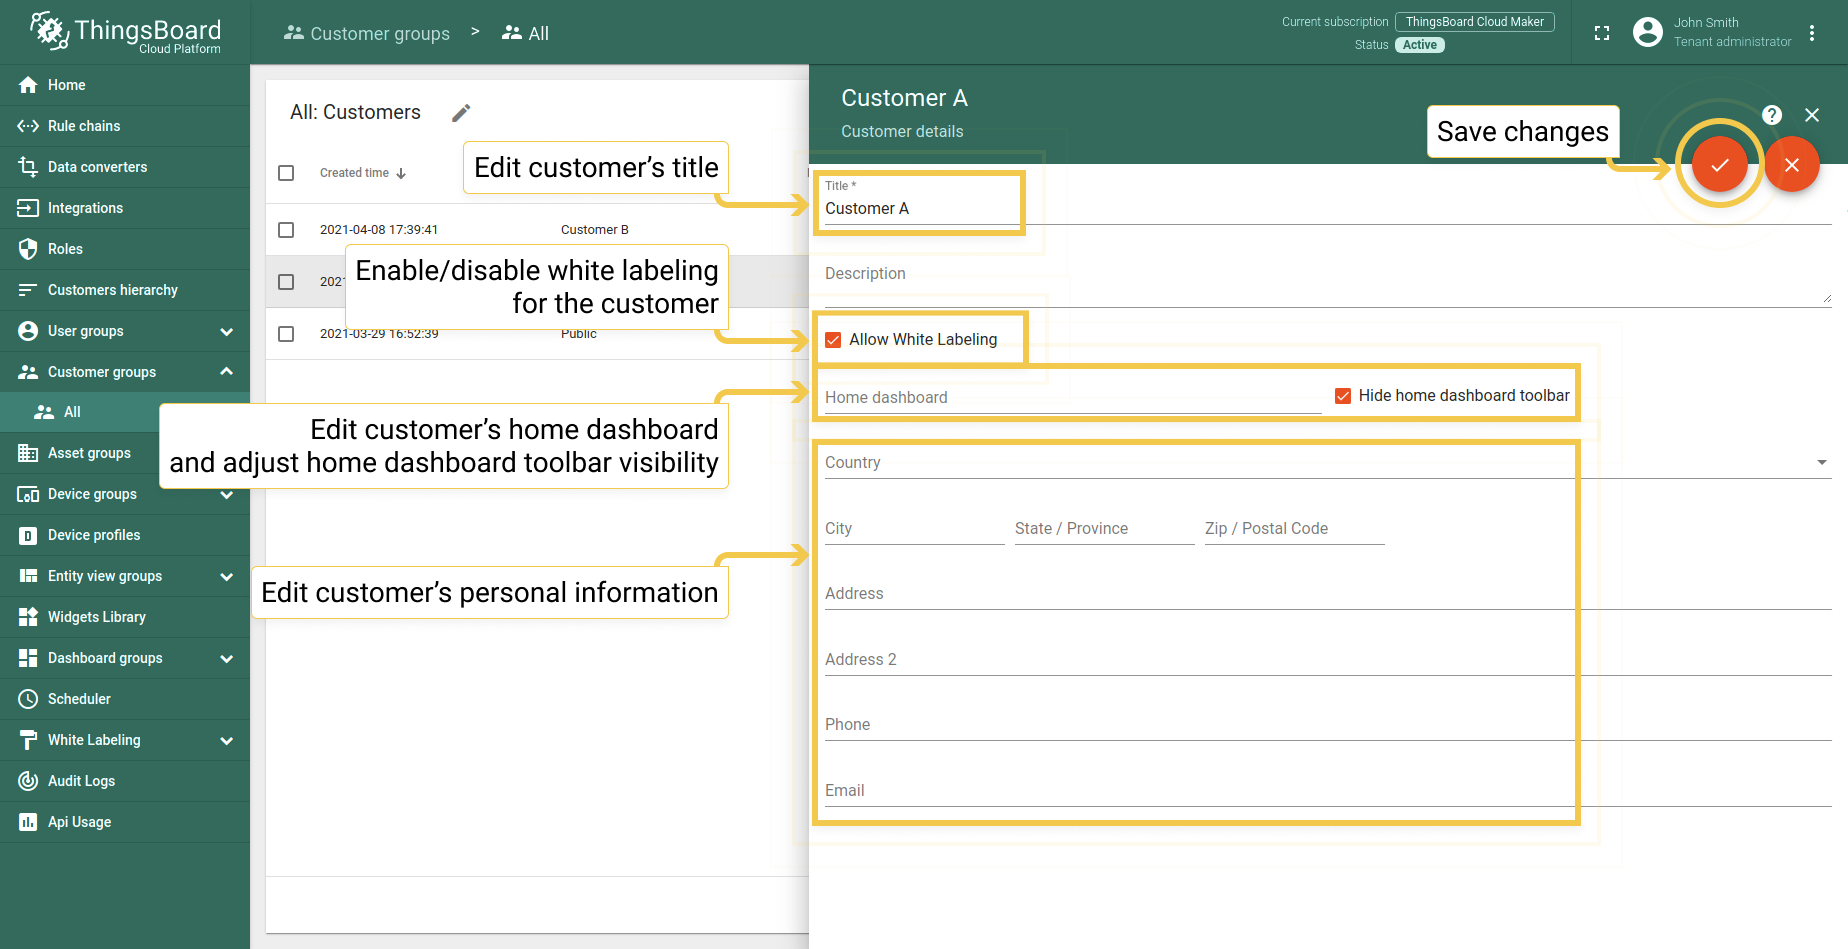 ThingsBoard
Cloud Platform
Customer groups > All
Current subscription ThingsBoard Cloud Maker
Status Active
John Smith
Tenant administrator
Home
Rule chains
Data converters
Integrations
Roles
Customers hierarchy
User groups
Customer groups
All
Asset groups
Device groups
Device profiles
Entity view groups
Widgets Library
Dashboard groups
Scheduler
White Labeling
Audit Logs
Api Usage
All: Customers
Created time
2021-04-08 17:39:41 Customer B
2021
2021-03-29 16:52:39 Public
Edit customer’s title
Enable/disable white labeling
for the customer
Edit customer’s home dashboard
and adjust home dashboard toolbar visibility
Edit customer’s personal information
Customer A
Customer details
Save changes
Title *
Customer A
Description
Allow White Labeling
Home dashboard Hide home dashboard toolbar
Country
City State / Province Zip / Postal Code
Address
Address 2
Phone
Email